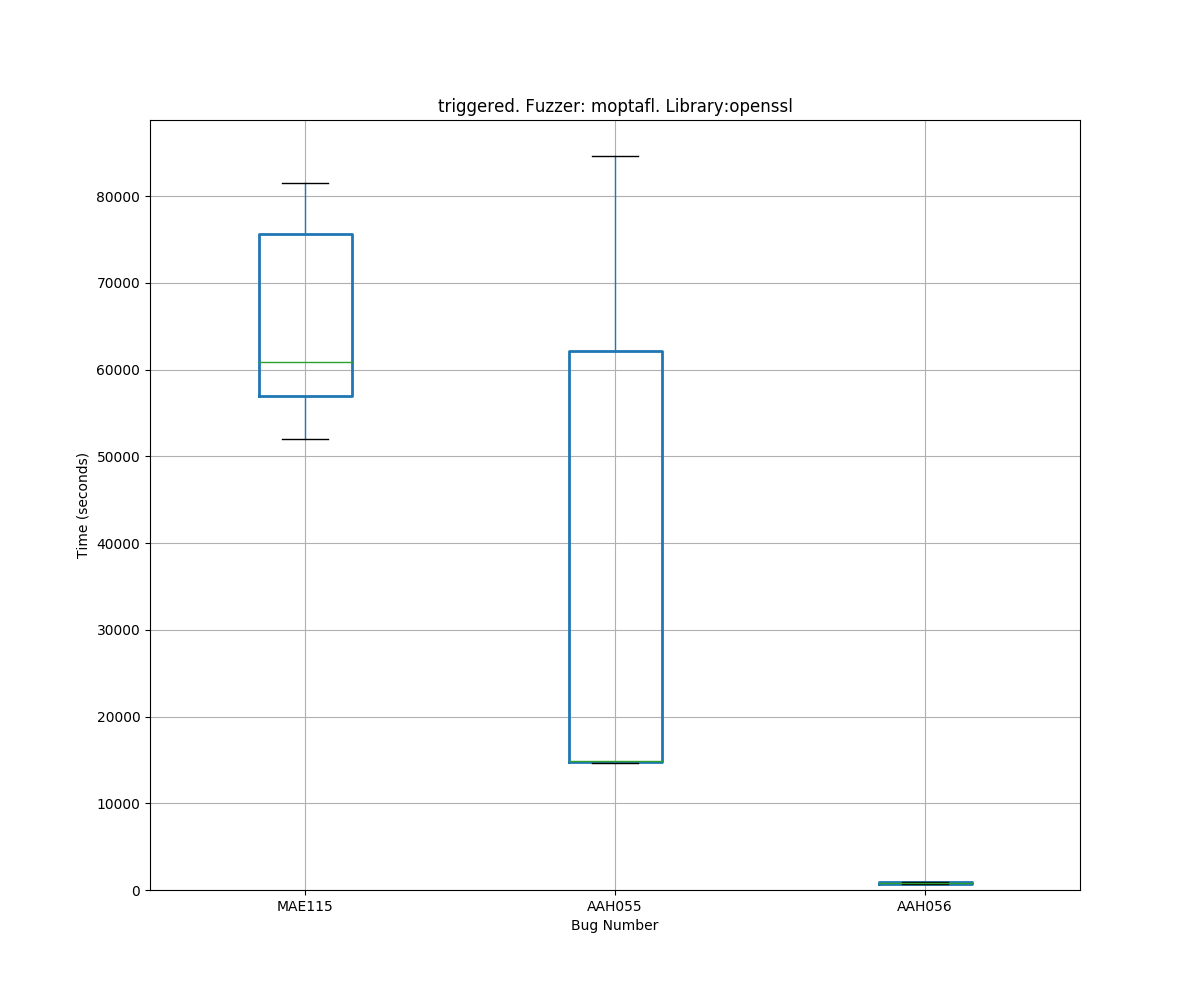 triggered. Fuzzer: moptafl. Library:openssl
80000
70000
60000
50000
40000
30000
20000
10000
0
Time (seconds)
MAE115 AAH055 AAH056
Bug Number